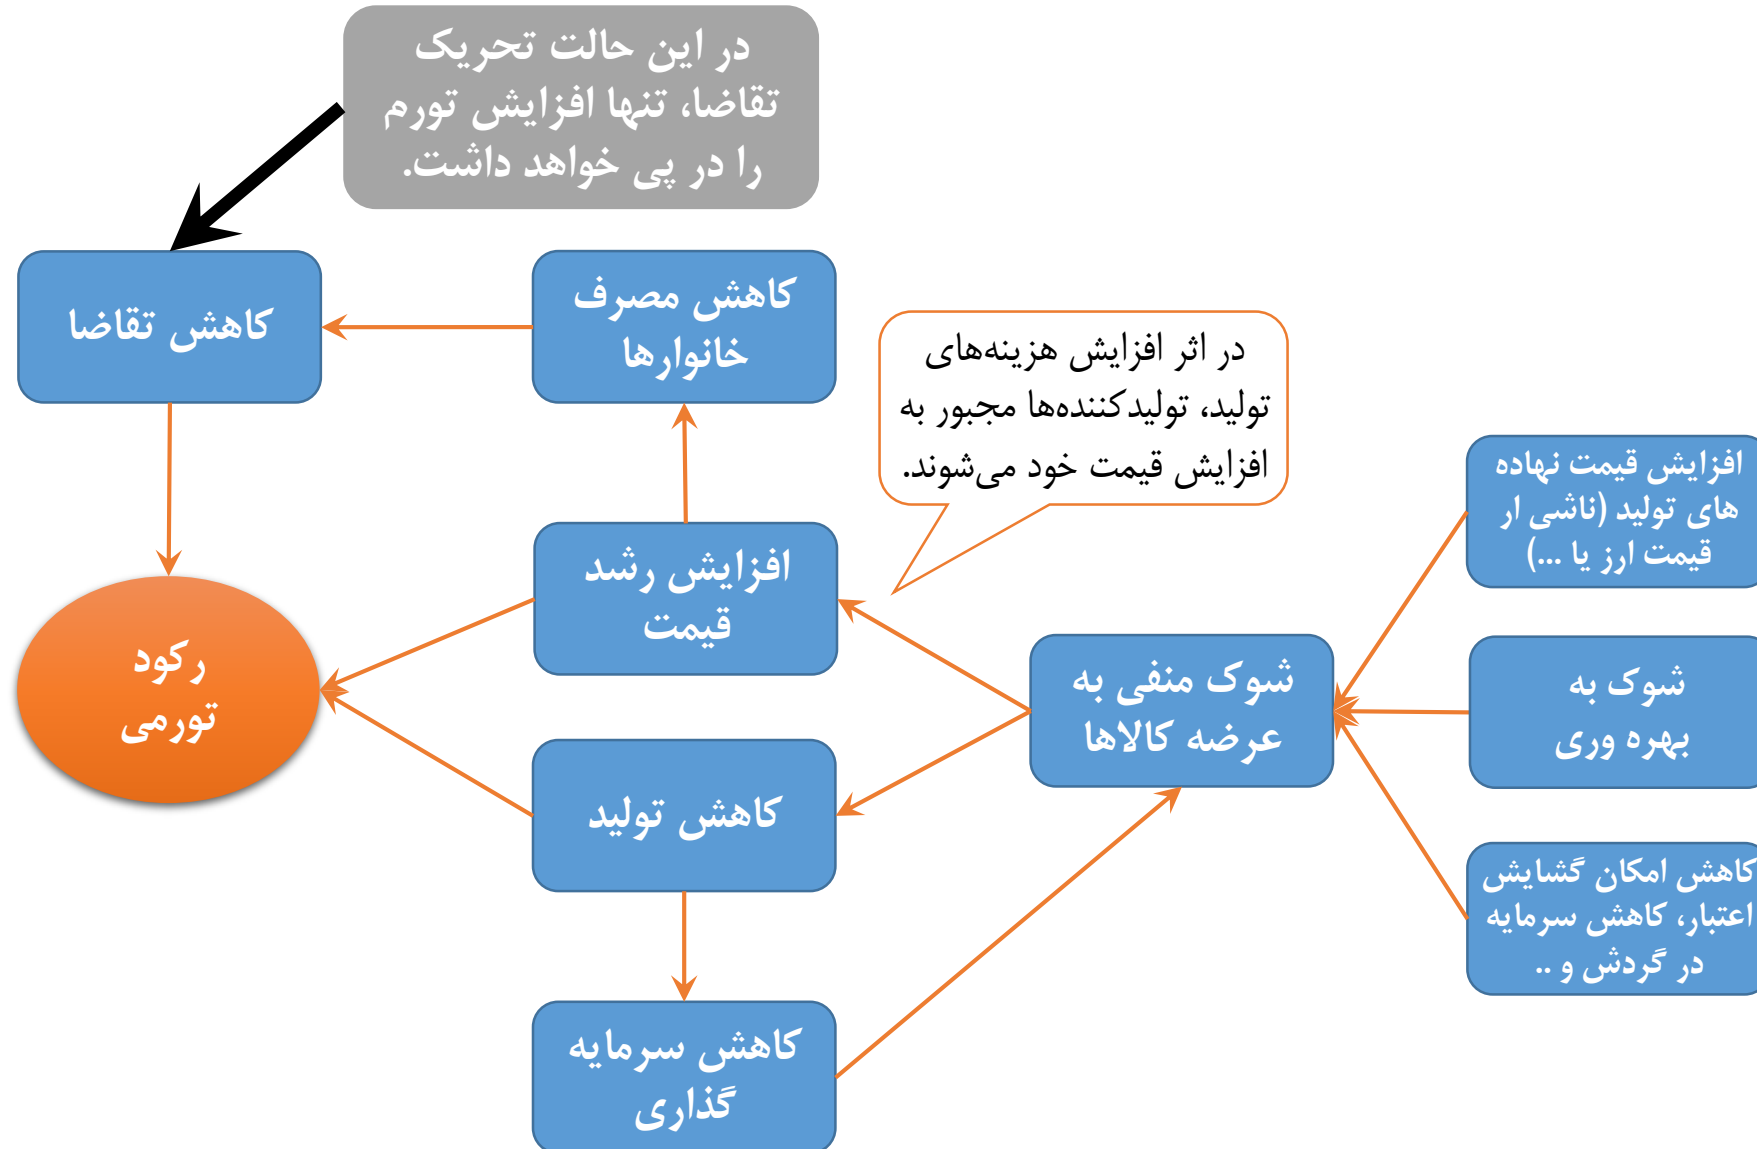 در این حالت تحریک
تقاضا، تنها افزایش تورم
را در پی خواهد داشت.
کاهش مصرف
خانوارها
کاهش تقاضا
در اثر افزایش هزینه‌های
تولید، تولیدکننده‌ها مجبور به
افزایش قیمت خود می‌شوند.
افزایش قیمت نهاده
های تولید (ناشی ار
قیمت ارز یا ...)
افزایش رشد
قیمت
شوک منفی به
عرضه کالاها
شوک به
بهره وری
رکود
تورمی
کاهش تولید
کاهش امکان گشایش
اعتبار، کاهش سرمایه
در گردش و ..
کاهش سرمایه
گذاری